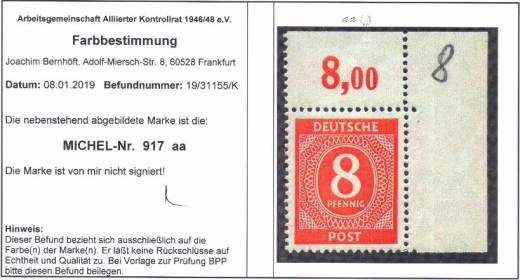 Arbeitsgemeinschaft Alliierter Kontrollrat 1946/48 e.V.
Farbbestimmung
Joachim Bernhöft, Adolf-Miersch-Str. 8, 60528 Frankfurt
Datum: 08.01.2019 Befundnummer: 19/31155/K
Die nebenstehend abgebildete Marke ist die:
MICHEL-Nr. 917 aa
Die Marke ist von mir nicht signiert!
Hinweis:
Dieser Befund bezieht sich ausschließlich auf die
Farbe(n) der Marke(n). Er läßt keine Rückschlüsse auf
Echtheit und Qualität zu. Bei Vorlage zur Prüfung BPP
bitte diesen Befund beilegen.
aa
8,00
8
DEUTSCHE
8
PFENNIG
POST